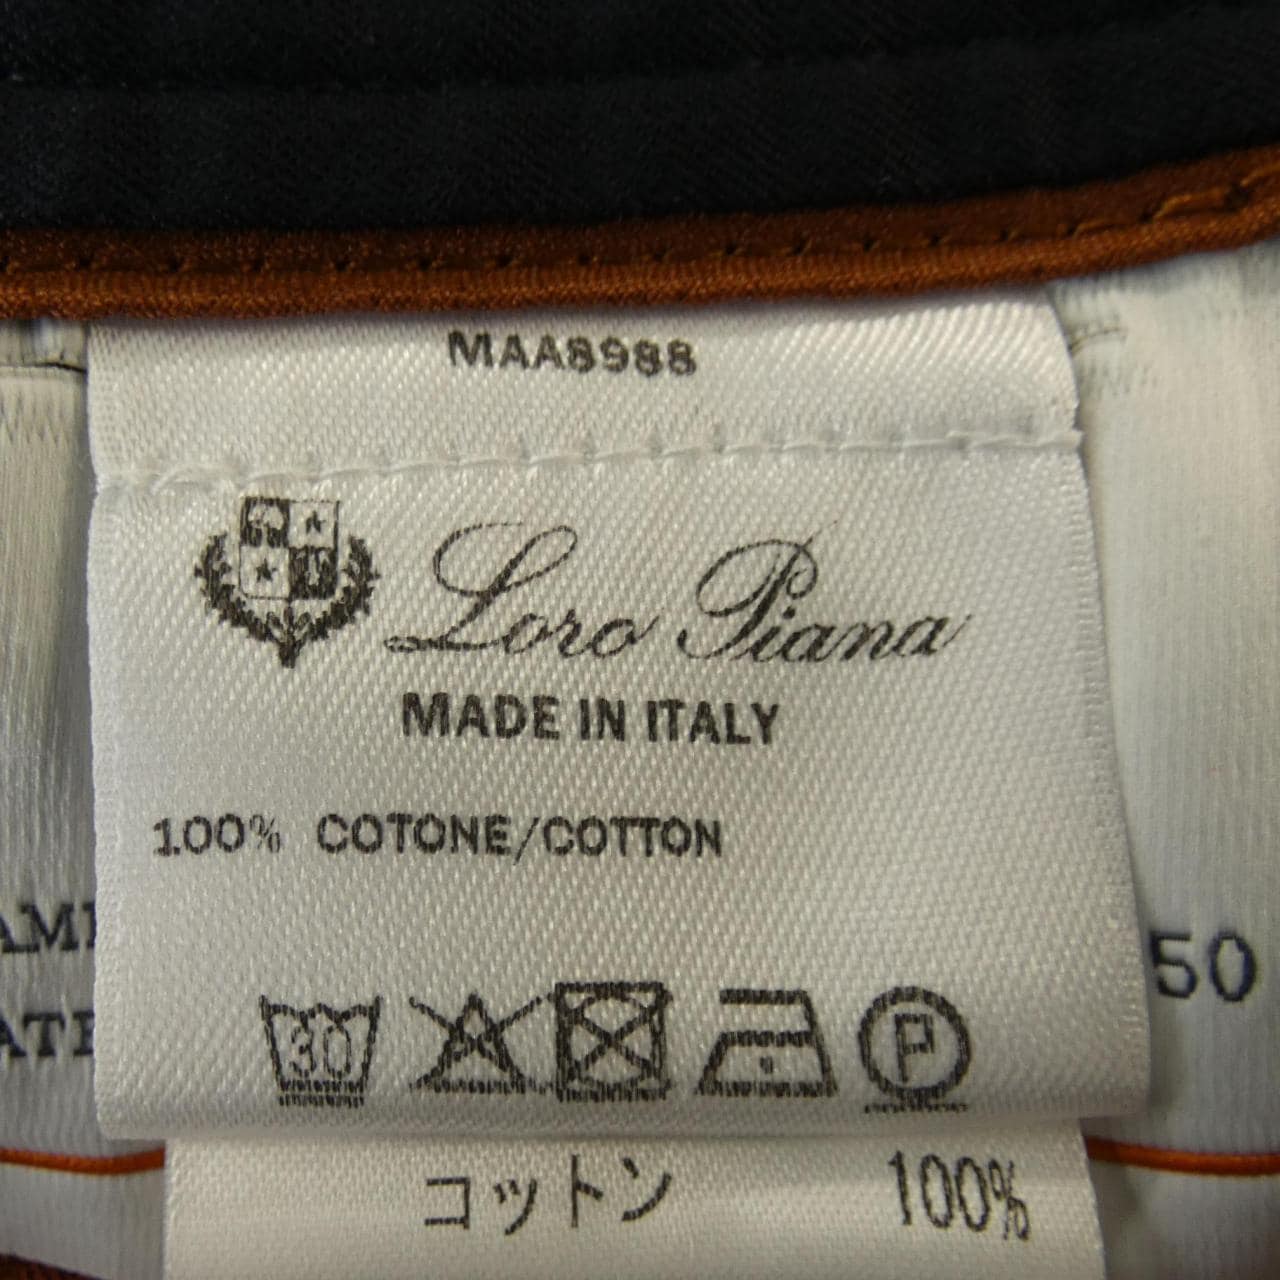 MAA8988
Loro Piana
MADE IN ITALY
100% COTONE/COTTON
50
30
P
コットン 100%